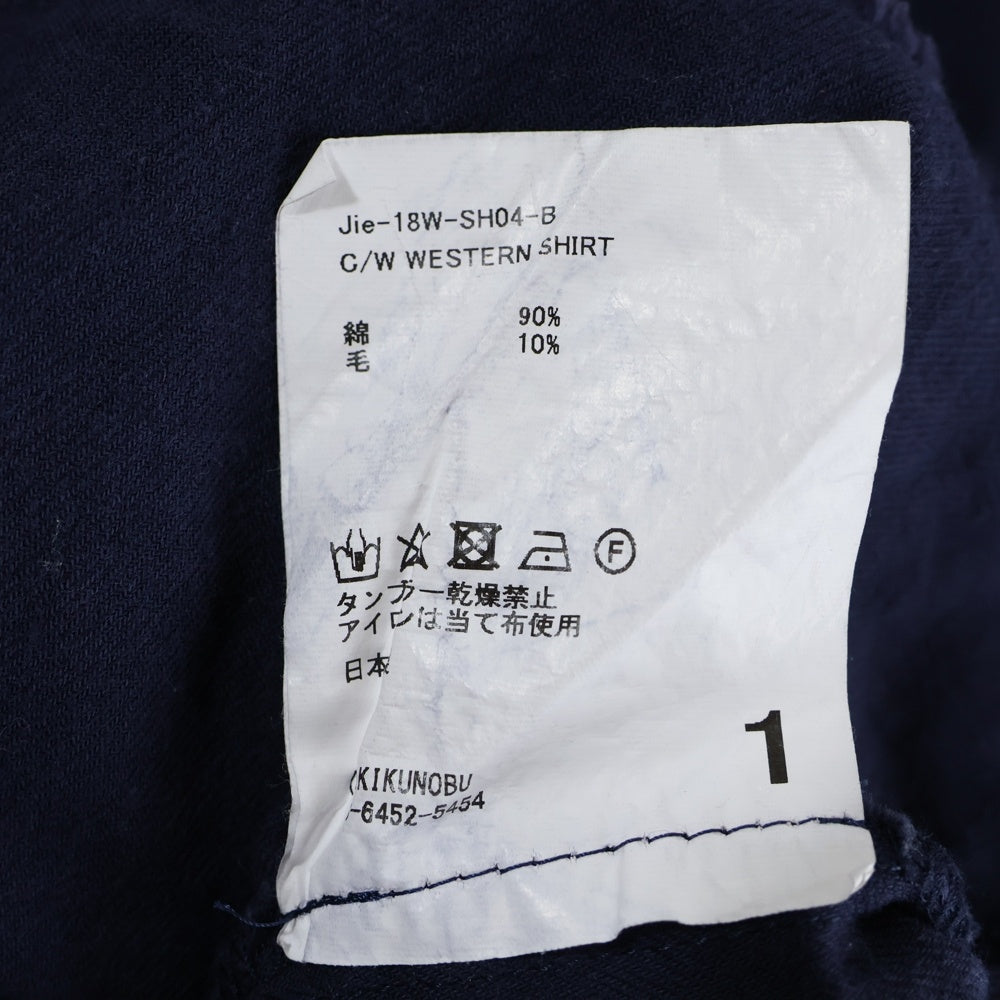 Jie-18W-SH04-B
C/W WESTERN SHIRT
綿 90%
毛 10%
F
タンブラー乾燥禁止
アイロンは当て布使用
日本
KIKUNOBU
-6452-5454
1